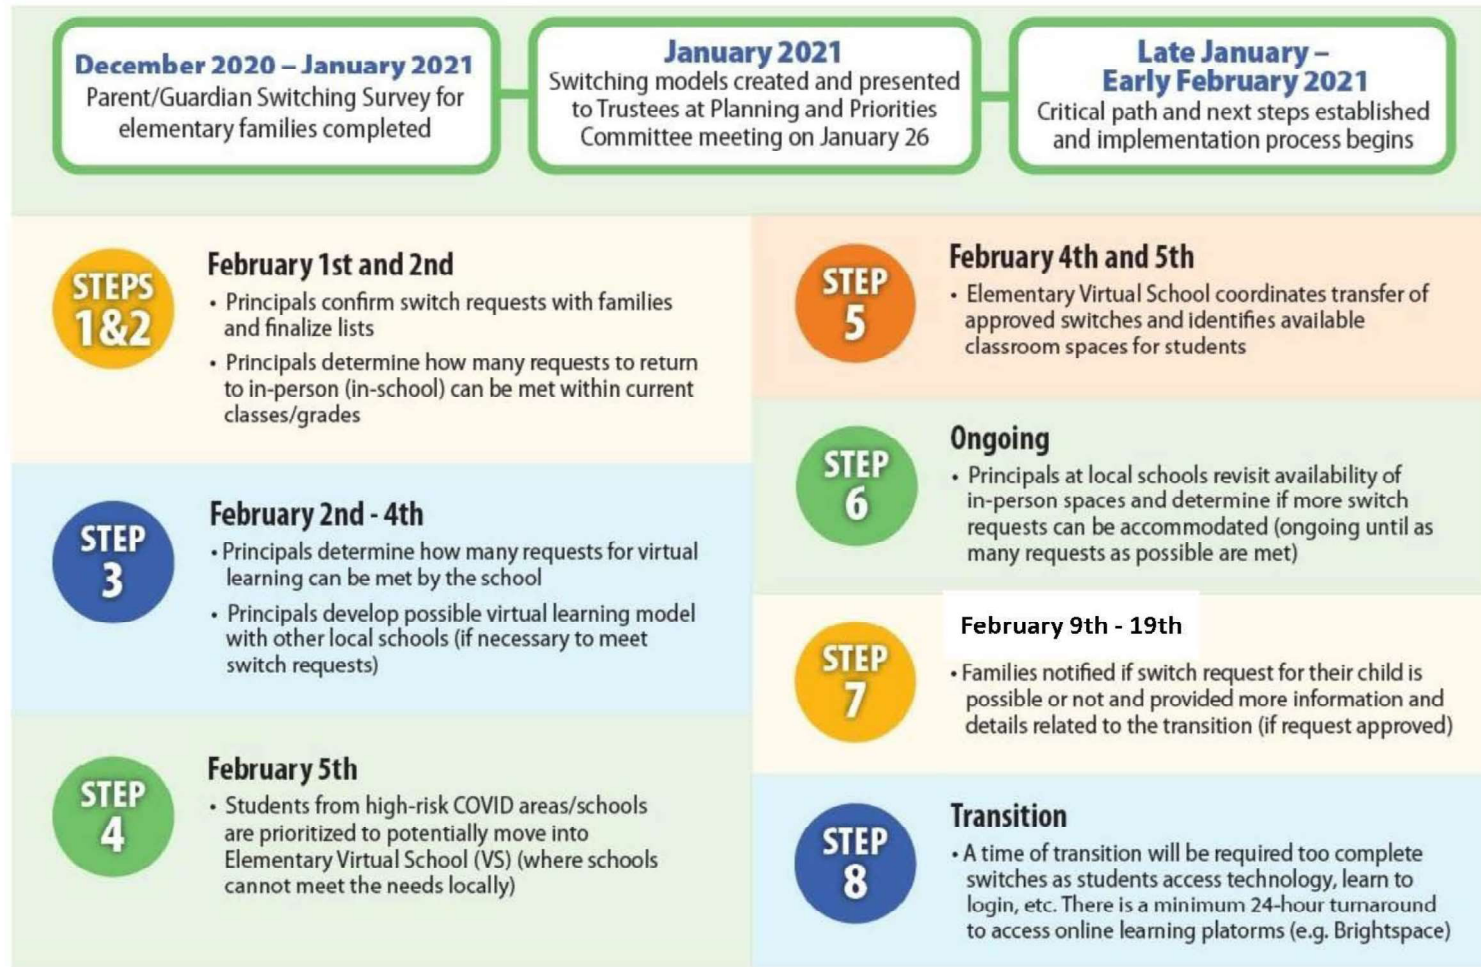 December 2020 – January 2021
Parent/Guardian Switching Survey for
elementary families completed
January 2021
Switching models created and presented
to Trustees at Planning and Priorities
Committee meeting on January 26
Late January –
Early February 2021
Critical path and next steps established
and implementation process begins
STEPS
1&2
February 1st and 2nd
• Principals confirm switch requests with families
and finalize lists
• Principals determine how many requests to return
to in-person (in-school) can be met within current
classes/grades
STEP
3
February 2nd - 4th
• Principals determine how many requests for virtual
learning can be met by the school
• Principals develop possible virtual learning model
with other local schools (if necessary to meet
switch requests)
STEP
4
February 5th
• Students from high-risk COVID areas/schools
are prioritized to potentially move into
Elementary Virtual School (VS) (where schools
cannot meet the needs locally)
STEP
5
February 4th and 5th
• Elementary Virtual School coordinates transfer of
approved switches and identifies available
classroom spaces for students
STEP
6
Ongoing
• Principals at local schools revisit availability of
in-person spaces and determine if more switch
requests can be accommodated (ongoing until as
many requests as possible are met)
STEP
7
February 9th - 19th
• Families notified if switch request for their child is
possible or not and provided more information and
details related to the transition (if request approved)
STEP
8
Transition
• A time of transition will be required too complete
switches as students access technology, learn to
login, etc. There is a minimum 24-hour turnaround
to access online learning platorms (e.g. Brightspace)